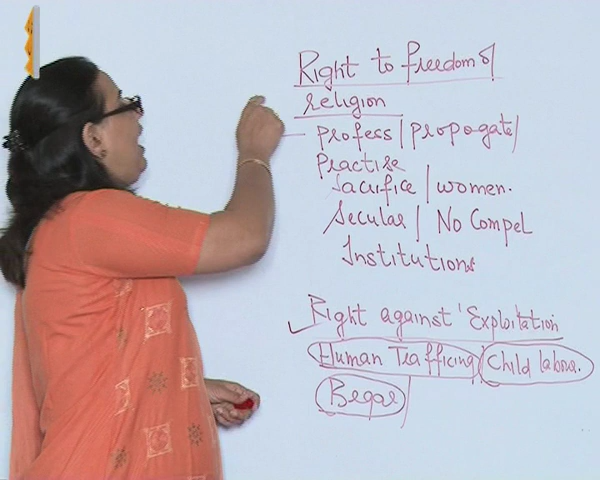 Right to freedom of
religion
Profess / propagate /
Practise
Sacrifice / women.
Secular / No Compel
Institutions
✓ Right against Exploitation
Human Trafficing / Child labour.
Begar /